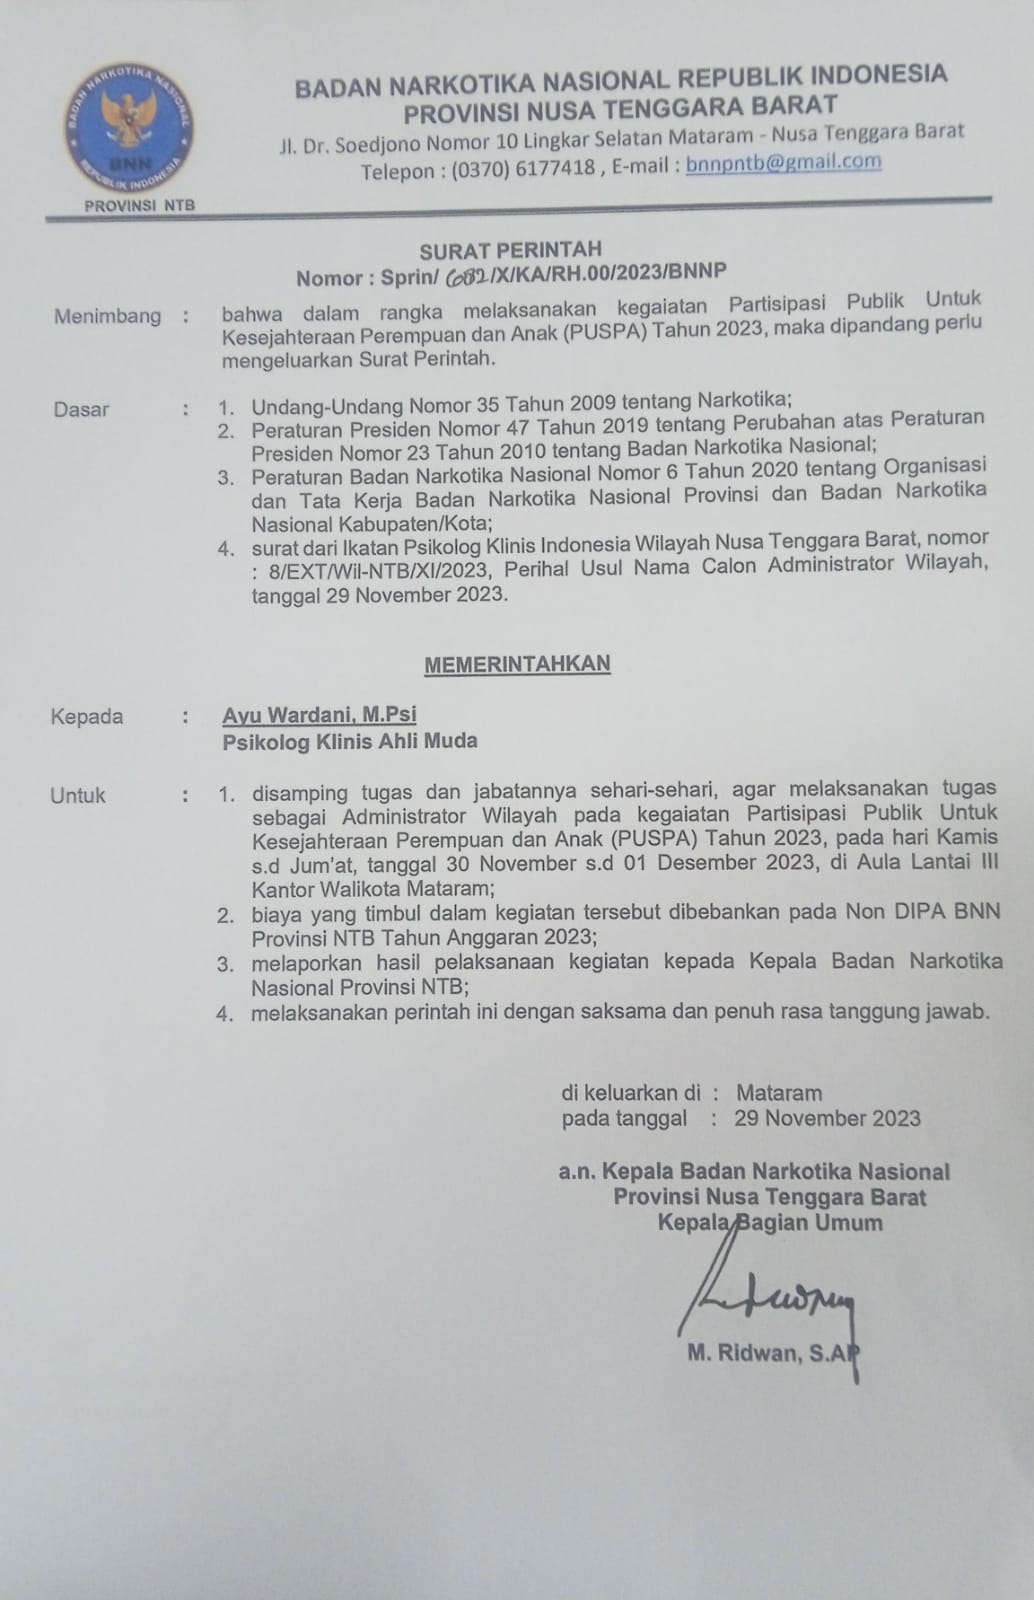 BADAN NARKOTIKA NASIONAL
BNN
REPUBLIK INDONESIA
PROVINSI NTB
BADAN NARKOTIKA NASIONAL REPUBLIK INDONESIA
PROVINSI NUSA TENGGARA BARAT
Jl. Dr. Soedjono Nomor 10 Lingkar Selatan Mataram - Nusa Tenggara Barat
Telepon : (0370) 6177418 , E-mail : bnnpntb@gmail.com
SURAT PERINTAH
Nomor : Sprin/ 6082/X/KA/RH.00/2023/BNNP
Menimbang : bahwa dalam rangka melaksanakan kegaiatan Partisipasi Publik Untuk
Kesejahteraan Perempuan dan Anak (PUSPA) Tahun 2023, maka dipandang perlu
mengeluarkan Surat Perintah.
Dasar : 1. Undang-Undang Nomor 35 Tahun 2009 tentang Narkotika;
2. Peraturan Presiden Nomor 47 Tahun 2019 tentang Perubahan atas Peraturan
Presiden Nomor 23 Tahun 2010 tentang Badan Narkotika Nasional;
3. Peraturan Badan Narkotika Nasional Nomor 6 Tahun 2020 tentang Organisasi
dan Tata Kerja Badan Narkotika Nasional Provinsi dan Badan Narkotika
Nasional Kabupaten/Kota;
4. surat dari Ikatan Psikolog Klinis Indonesia Wilayah Nusa Tenggara Barat, nomor
: 8/EXT/Wil-NTB/XI/2023, Perihal Usul Nama Calon Administrator Wilayah,
tanggal 29 November 2023.
MEMERINTAHKAN
Kepada : Ayu Wardani, M.Psi
Psikolog Klinis Ahli Muda
Untuk : 1. disamping tugas dan jabatannya sehari-sehari, agar melaksanakan tugas
sebagai Administrator Wilayah pada kegaiatan Partisipasi Publik Untuk
Kesejahteraan Perempuan dan Anak (PUSPA) Tahun 2023, pada hari Kamis
s.d Jum'at, tanggal 30 November s.d 01 Desember 2023, di Aula Lantai III
Kantor Walikota Mataram;
2. biaya yang timbul dalam kegiatan tersebut dibebankan pada Non DIPA BNN
Provinsi NTB Tahun Anggaran 2023;
3. melaporkan hasil pelaksanaan kegiatan kepada Kepala Badan Narkotika
Nasional Provinsi NTB;
4. melaksanakan perintah ini dengan saksama dan penuh rasa tanggung jawab.
di keluarkan di : Mataram
pada tanggal : 29 November 2023
a.n. Kepala Badan Narkotika Nasional
Provinsi Nusa Tenggara Barat
Kepala Bagian Umum
M. Ridwan, S.AP